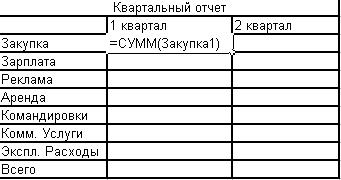 Квартальный отчет
1 квартал 2 квартал
Закупка =СУММ(Закупка1)
Зарплата
Реклама
Аренда
Командировки
Комм. Услуги
Экспл. Расходы
Всего